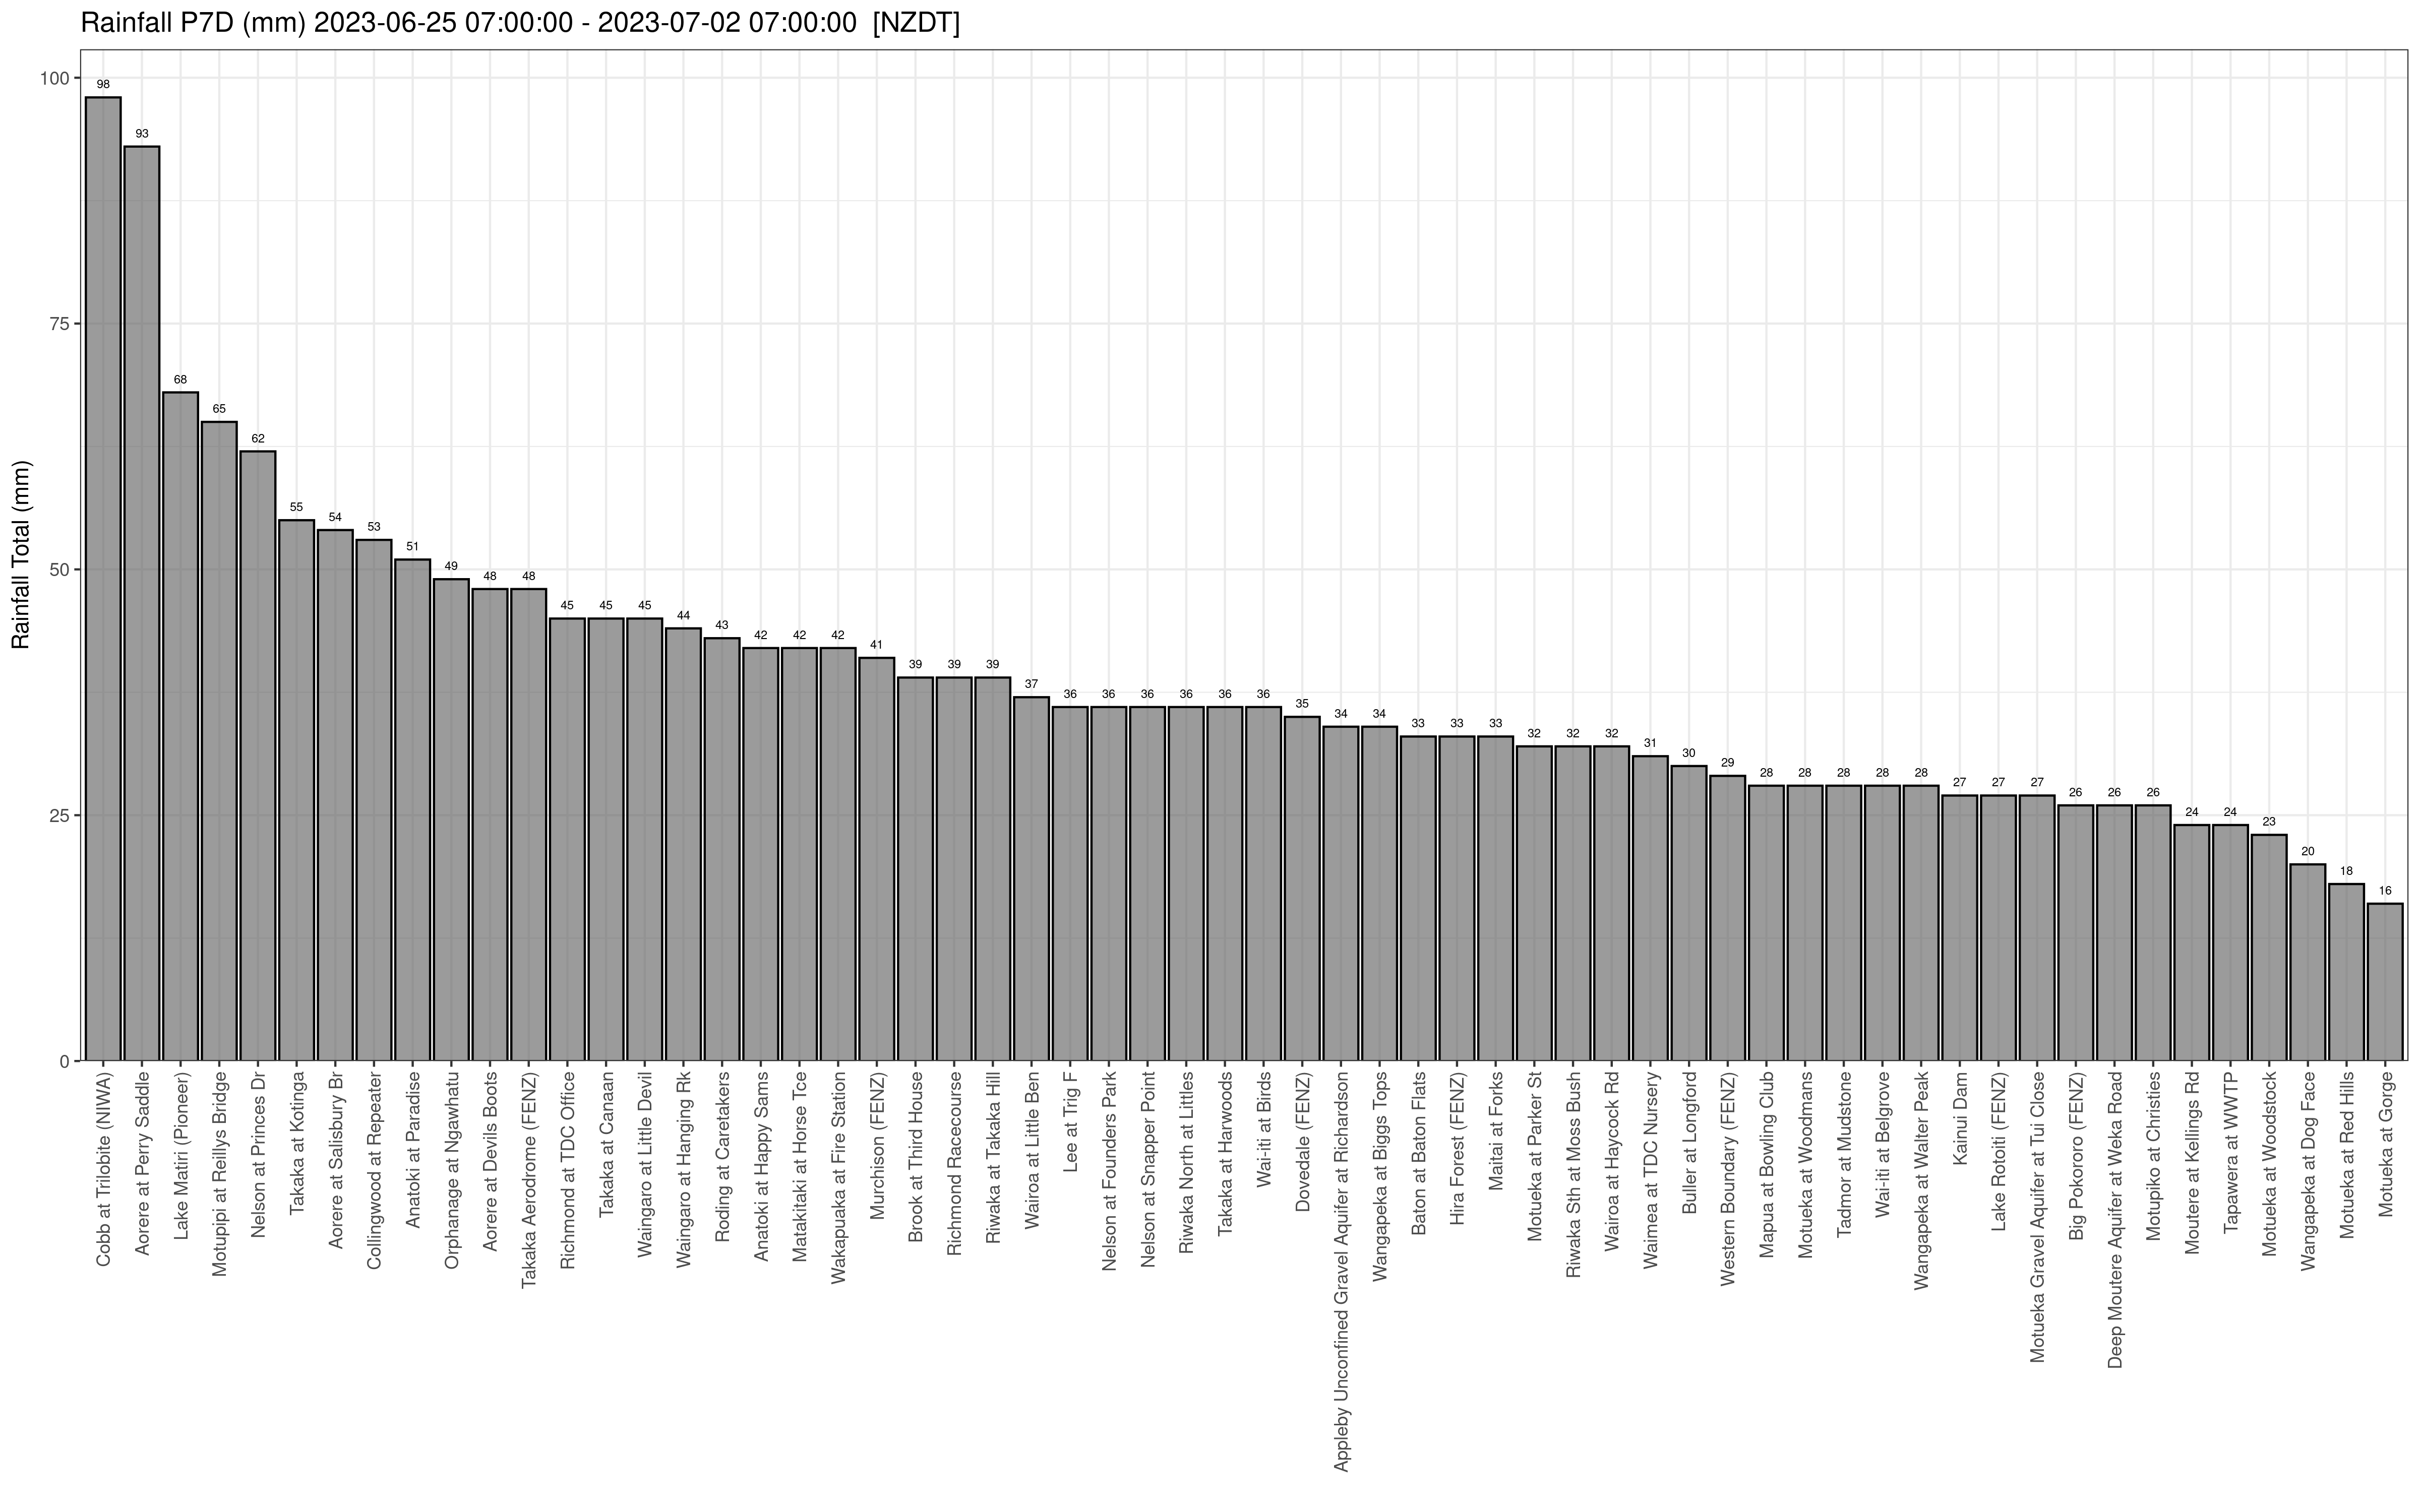 Rainfall P7D (mm) 2023-06-25 07:00:00 - 2023-07-02 07:00:00 [NZDT]
Rainfall Total (mm)
100
75
50
25
0
98
93
68
65
62
55
54
53
51
49
48
48
45
45
45
44
43
42
42
42
41
39
39
39
37
36
36
36
36
36
36
35
34
34
33
33
33
32
32
32
31
30
29
28
28
28
28
28
27
27
27
26
26
26
24
24
23
20
18
16
Cobb at Trilobite (NIWA)
Aorere at Perry Saddle
Lake Matiri (Pioneer)
Motupipi at Reillys Bridge
Nelson at Princes Dr
Takaka at Kotinga
Aorere at Salisbury Br
Collingwood at Repeater
Anatoki at Paradise
Orphanage at Ngawhatu
Aorere at Devils Boots
Takaka Aerodrome (FENZ)
Richmond at TDC Office
Takaka at Canaan
Waingaro at Little Devil
Waingaro at Hanging Rk
Roding at Caretakers
Anatoki at Happy Sams
Matakitaki at Horse Tce
Wakapuaka at Fire Station
Murchison (FENZ)
Brook at Third House
Richmond Racecourse
Riwaka at Takaka Hill
Wairoa at Little Ben
Lee at Trig F
Nelson at Founders Park
Nelson at Snapper Point
Riwaka North at Littles
Takaka at Harwoods
Wai-iti at Birds
Dovedale (FENZ)
Appleby Unconfined Gravel Aquifer at Richardson
Wangapeka at Biggs Tops
Baton at Baton Flats
Hira Forest (FENZ)
Maitai at Forks
Motueka at Parker St
Riwaka Sth at Moss Bush
Wairoa at Haycock Rd
Waimea at TDC Nursery
Buller at Longford
Western Boundary (FENZ)
Mapua at Bowling Club
Motueka at Woodmans
Tadmor at Mudstone
Wai-iti at Belgrove
Wangapeka at Walter Peak
Kainui Dam
Lake Rotoiti (FENZ)
Motueka Gravel Aquifer at Tui Close
Big Pokororo (FENZ)
Deep Moutere Aquifer at Weka Road
Motupiko at Christies
Moutere at Kellings Rd
Tapawera at WWTP
Motueka at Woodstock
Wangapeka at Dog Face
Motueka at Red Hills
Motueka at Gorge